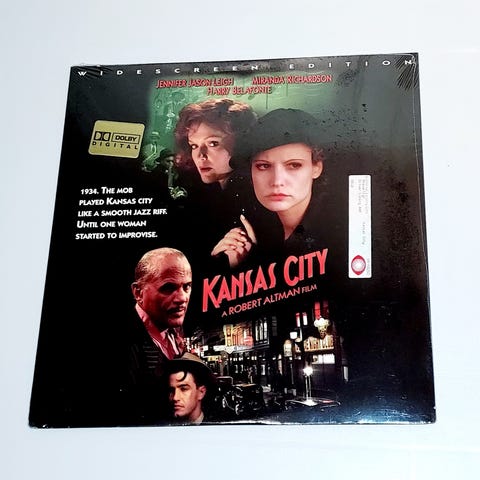 WIDESCREEN EDITION
JENNIFER JASON LEIGH MIRANDA RICHARDSON
HARRY BELAFONTE
DOLBY
DIGITAL
1934. THE MOB
PLAYED KANSAS CITY
LIKE A SMOOTH JAZZ RIFF.
UNTIL ONE WOMAN
STARTED TO IMPROVISE.
KANSAS CITY
A ROBERT ALTMAN FILM